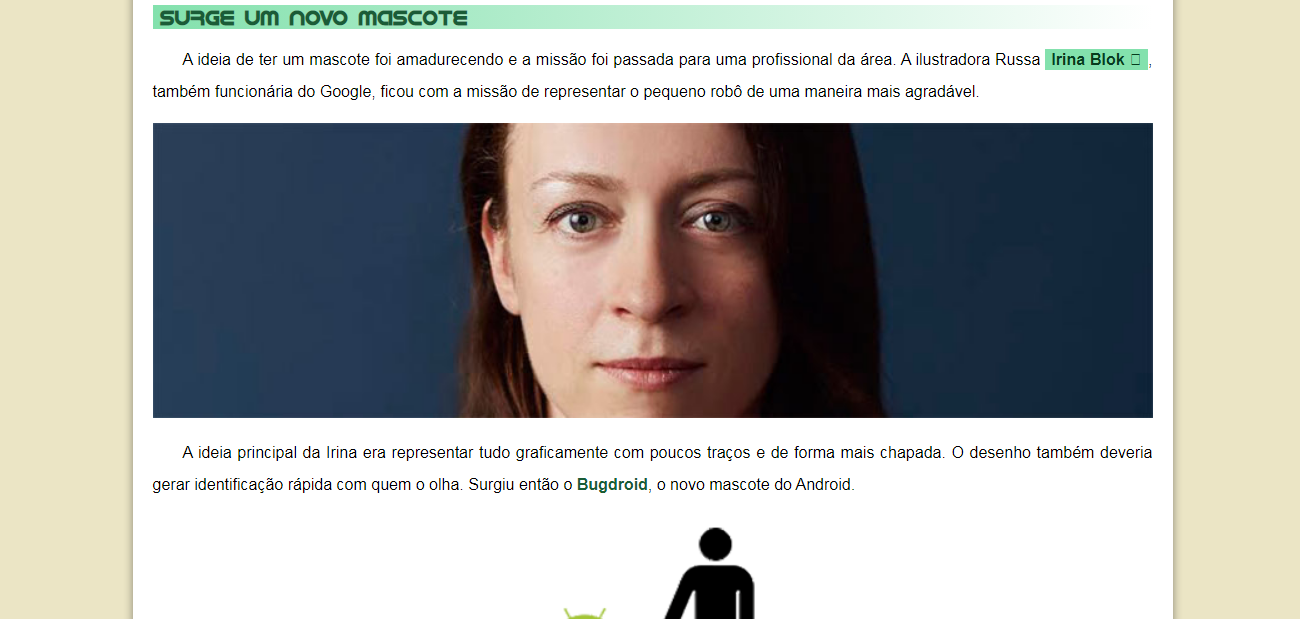 Surge um novo mascote
A ideia de ter um mascote foi amadurecendo e a missão foi passada para uma profissional da área. A ilustradora Russa Irina Blok ,
também funcionária do Google, ficou com a missão de representar o pequeno robô de uma maneira mais agradável.
A ideia principal da Irina era representar tudo graficamente com poucos traços e de forma mais chapada. O desenho também deveria
gerar identificação rápida com quem o olha. Surgiu então o Bugdroid, o novo mascote do Android.